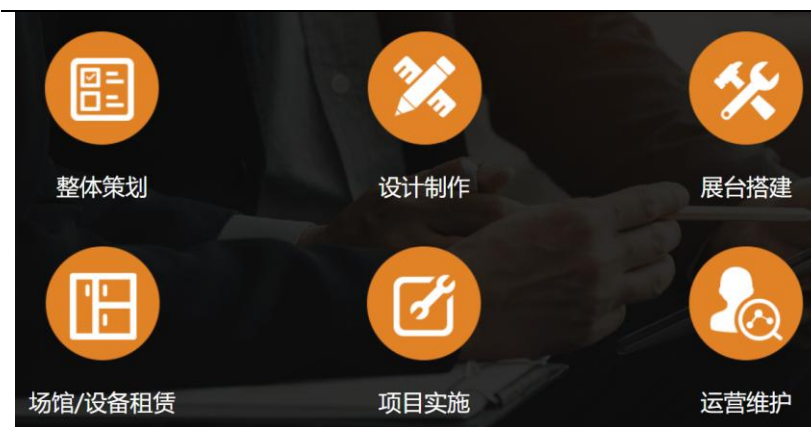 整体策划
设计制作
展台搭建
场馆/设备租赁
项目实施
运营维护